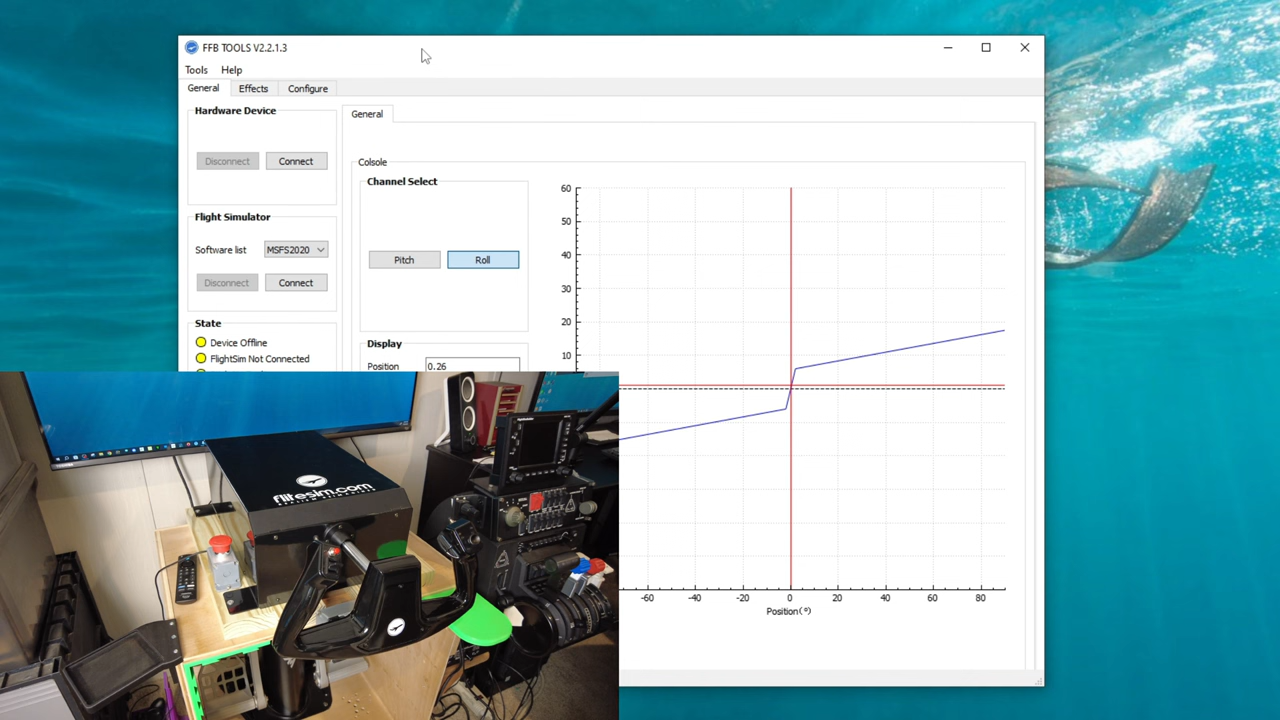 FFB TOOLS V2.2.1.3
Tools Help
General Effects Configure
Hardware Device
Disconnect Connect
Flight Simulator
Software list MSFS2020
Disconnect Connect
State
Device Offline
FlightSim Not Connected
General
Colsole
Channel Select
Pitch Roll
Display
Position 0.26
60
50
40
30
20
10
-60 -40 -20 0 20 40 60 80
Position(°)
flitesim.com